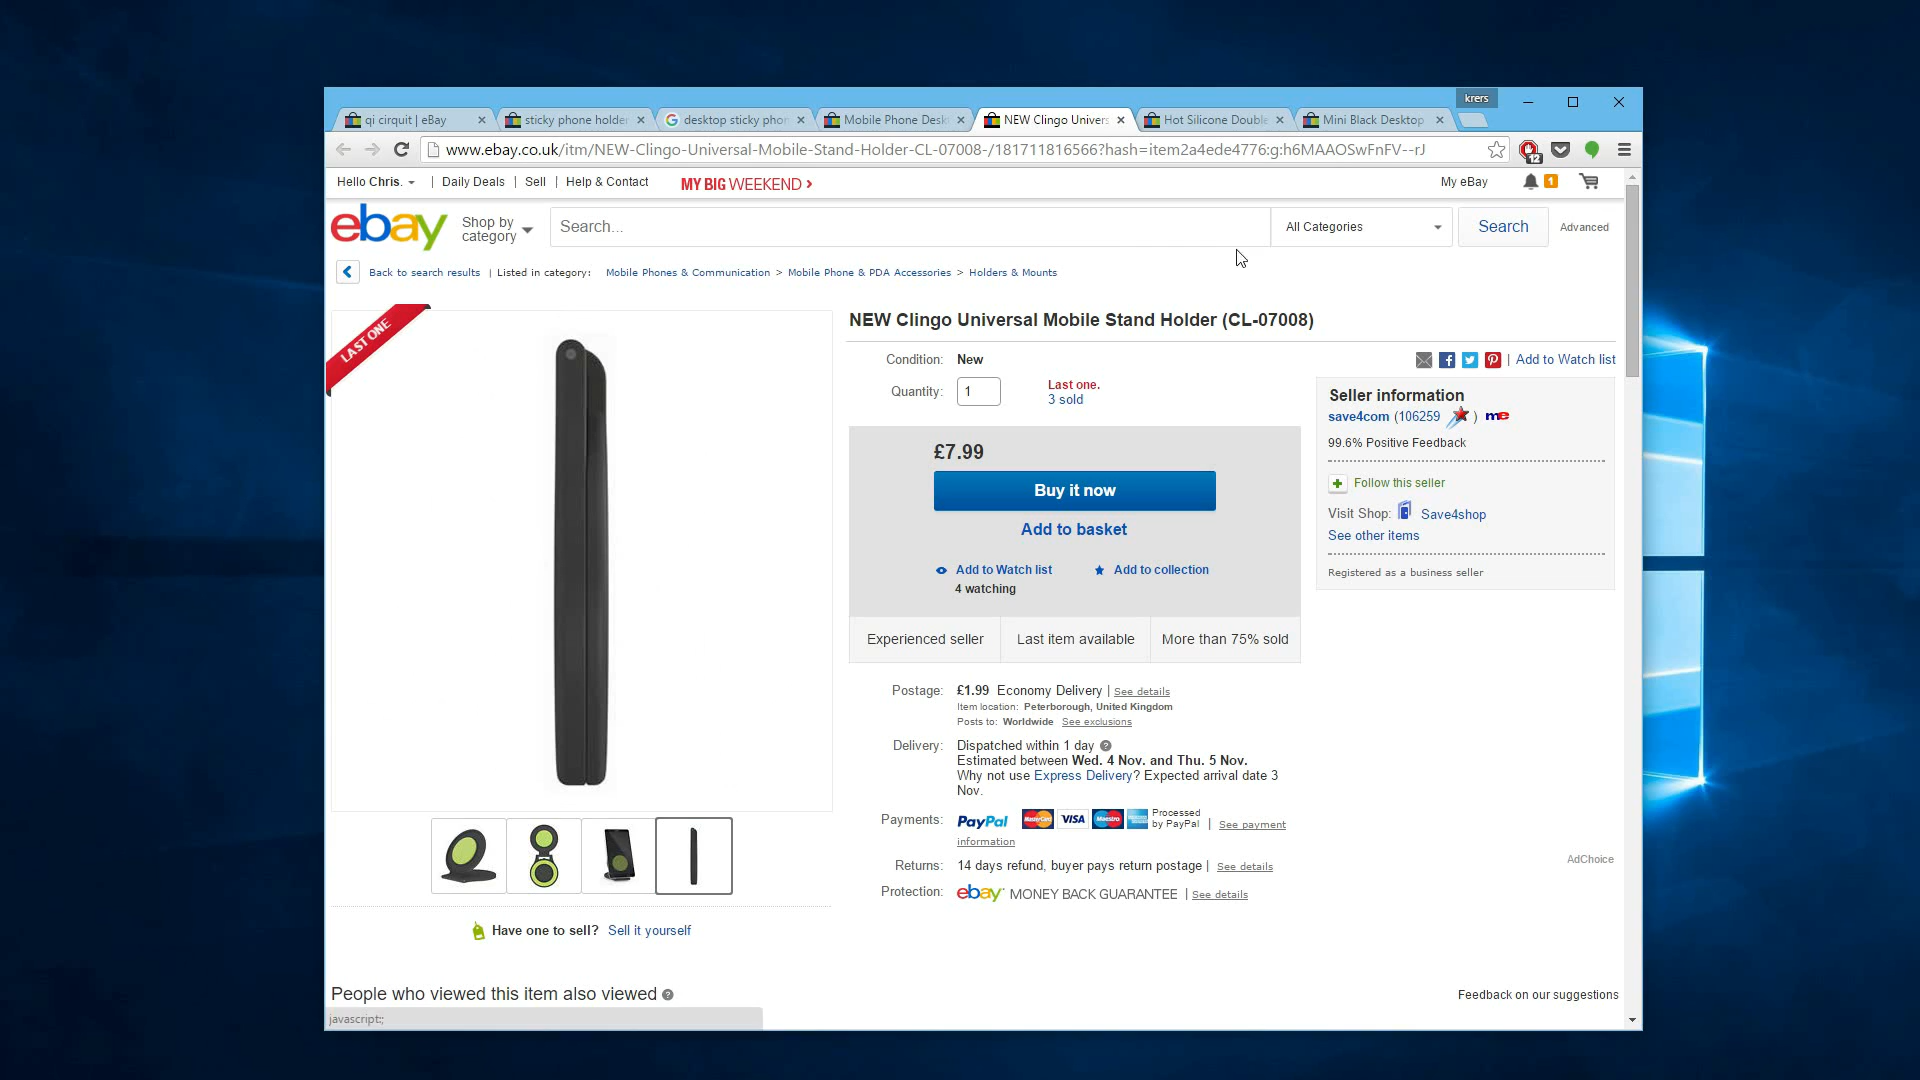 krers
qi cirquit | eBay
sticky phone holder
desktop sticky phon
Mobile Phone Desk
NEW Clingo Univers
Hot Silicone Double
Mini Black Desktop
www.ebay.co.uk/itm/NEW-Clingo-Universal-Mobile-Stand-Holder-CL-07008-/181711816566?hash=item2a4ede4776:g:h6MAAOSwFnFV--rJ
12
Hello Chris. | Daily Deals | Sell | Help & Contact MY BIG WEEKEND > My eBay 1
ebay Shop by category Search... All Categories Search Advanced
Back to search results | Listed in category: Mobile Phones & Communication > Mobile Phone & PDA Accessories > Holders & Mounts
LAST ONE
NEW Clingo Universal Mobile Stand Holder (CL-07008)
Condition: New
| Add to Watch list
Quantity: 1
Last one.
3 sold
£7.99
Buy it now
Add to basket
Add to Watch list
Add to collection
4 watching
Experienced seller
Last item available
More than 75% sold
Seller information
save4com (106259 ) me
99.6% Positive Feedback
Follow this seller
Visit Shop: Save4shop
See other items
Registered as a business seller
Postage: £1.99 Economy Delivery | See details
Item location: Peterborough, United Kingdom
Posts to: Worldwide See exclusions
Delivery: Dispatched within 1 day
Estimated between Wed. 4 Nov. and Thu. 5 Nov.
Why not use Express Delivery? Expected arrival date 3
Nov.
Payments: PayPal MasterCard VISA Maestro Processed by PayPal | See payment
information
Returns: 14 days refund, buyer pays return postage | See details
Protection: ebay MONEY BACK GUARANTEE | See details
AdChoice
Have one to sell? Sell it yourself
People who viewed this item also viewed
Feedback on our suggestions
javascript:;